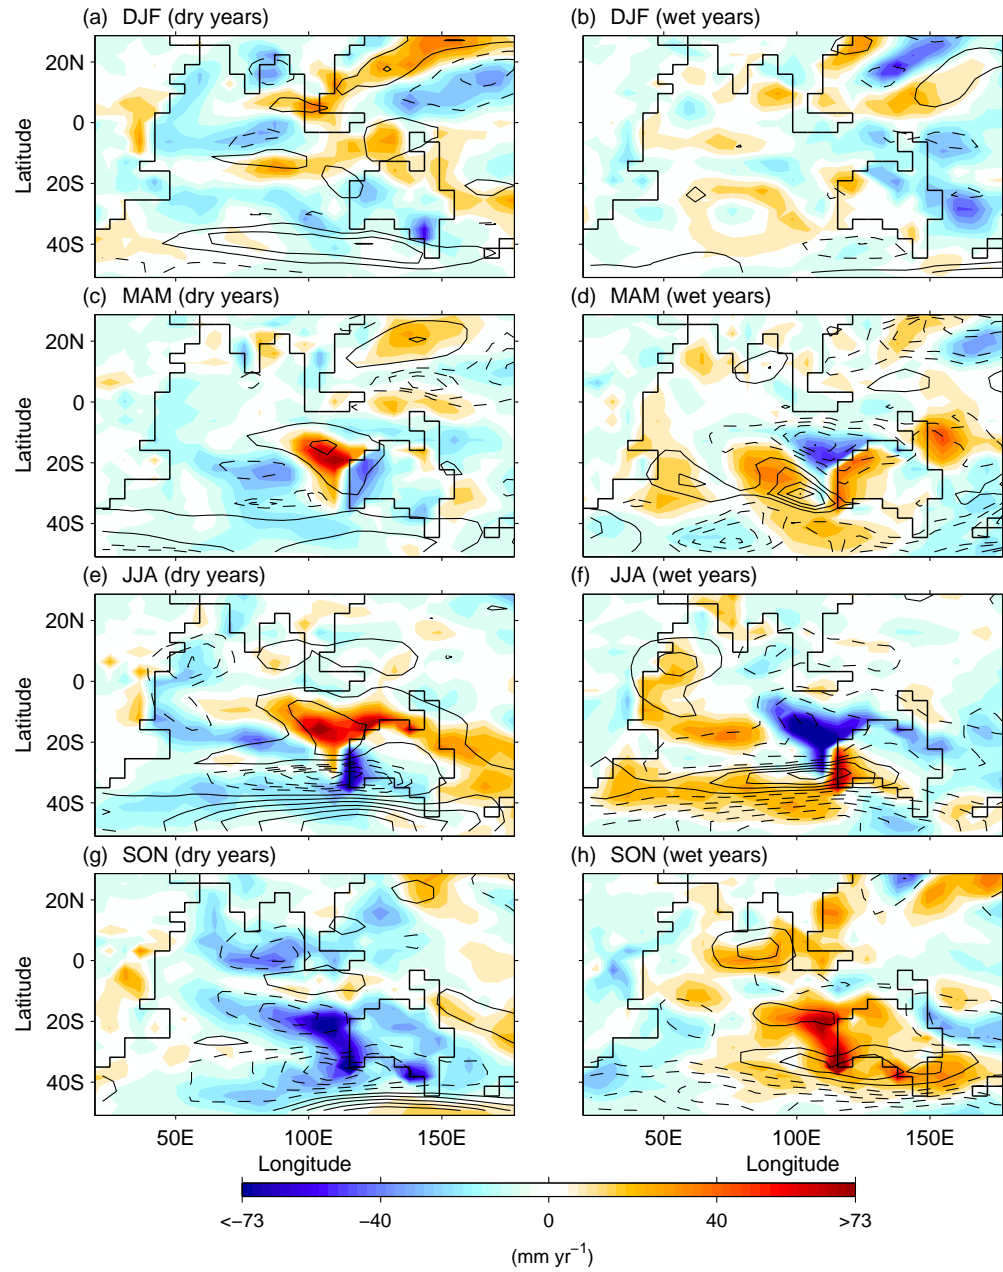 (a) DJF (dry years)
(b) DJF (wet years)
20N
0
20S
40S
Latitude
(c) MAM (dry years)
(d) MAM (wet years)
20N
0
20S
40S
Latitude
(e) JJA (dry years)
(f) JJA (wet years)
20N
0
20S
40S
Latitude
(g) SON (dry years)
(h) SON (wet years)
20N
0
20S
40S
Latitude
50E 100E 150E
50E 100E 150E
Longitude
Longitude
<−73 −40 0 40 >73
(mm yr⁻¹)